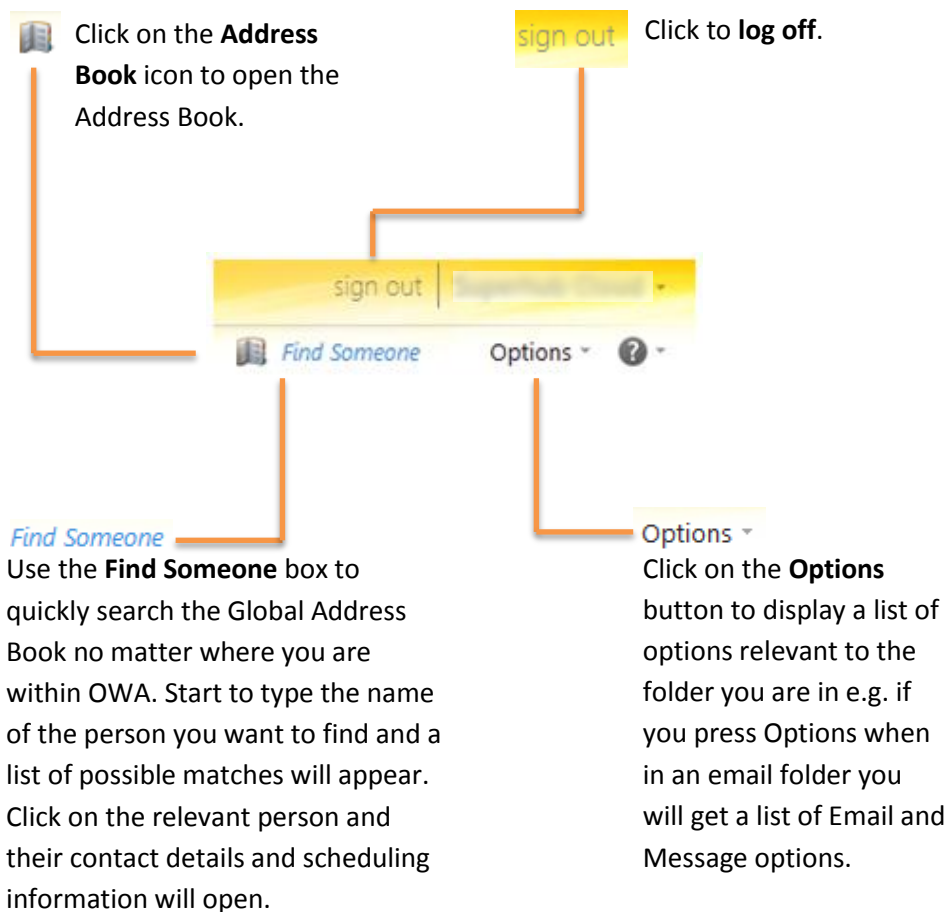 Click on the Address
Book icon to open the
Address Book.
sign out
Click to log off.
sign out
Find Someone
Options
?
Find Someone
Use the Find Someone box to
quickly search the Global Address
Book no matter where you are
within OWA. Start to type the name
of the person you want to find and a
list of possible matches will appear.
Click on the relevant person and
their contact details and scheduling
information will open.
Options
Click on the Options
button to display a list of
options relevant to the
folder you are in e.g. if
you press Options when
in an email folder you
will get a list of Email and
Message options.